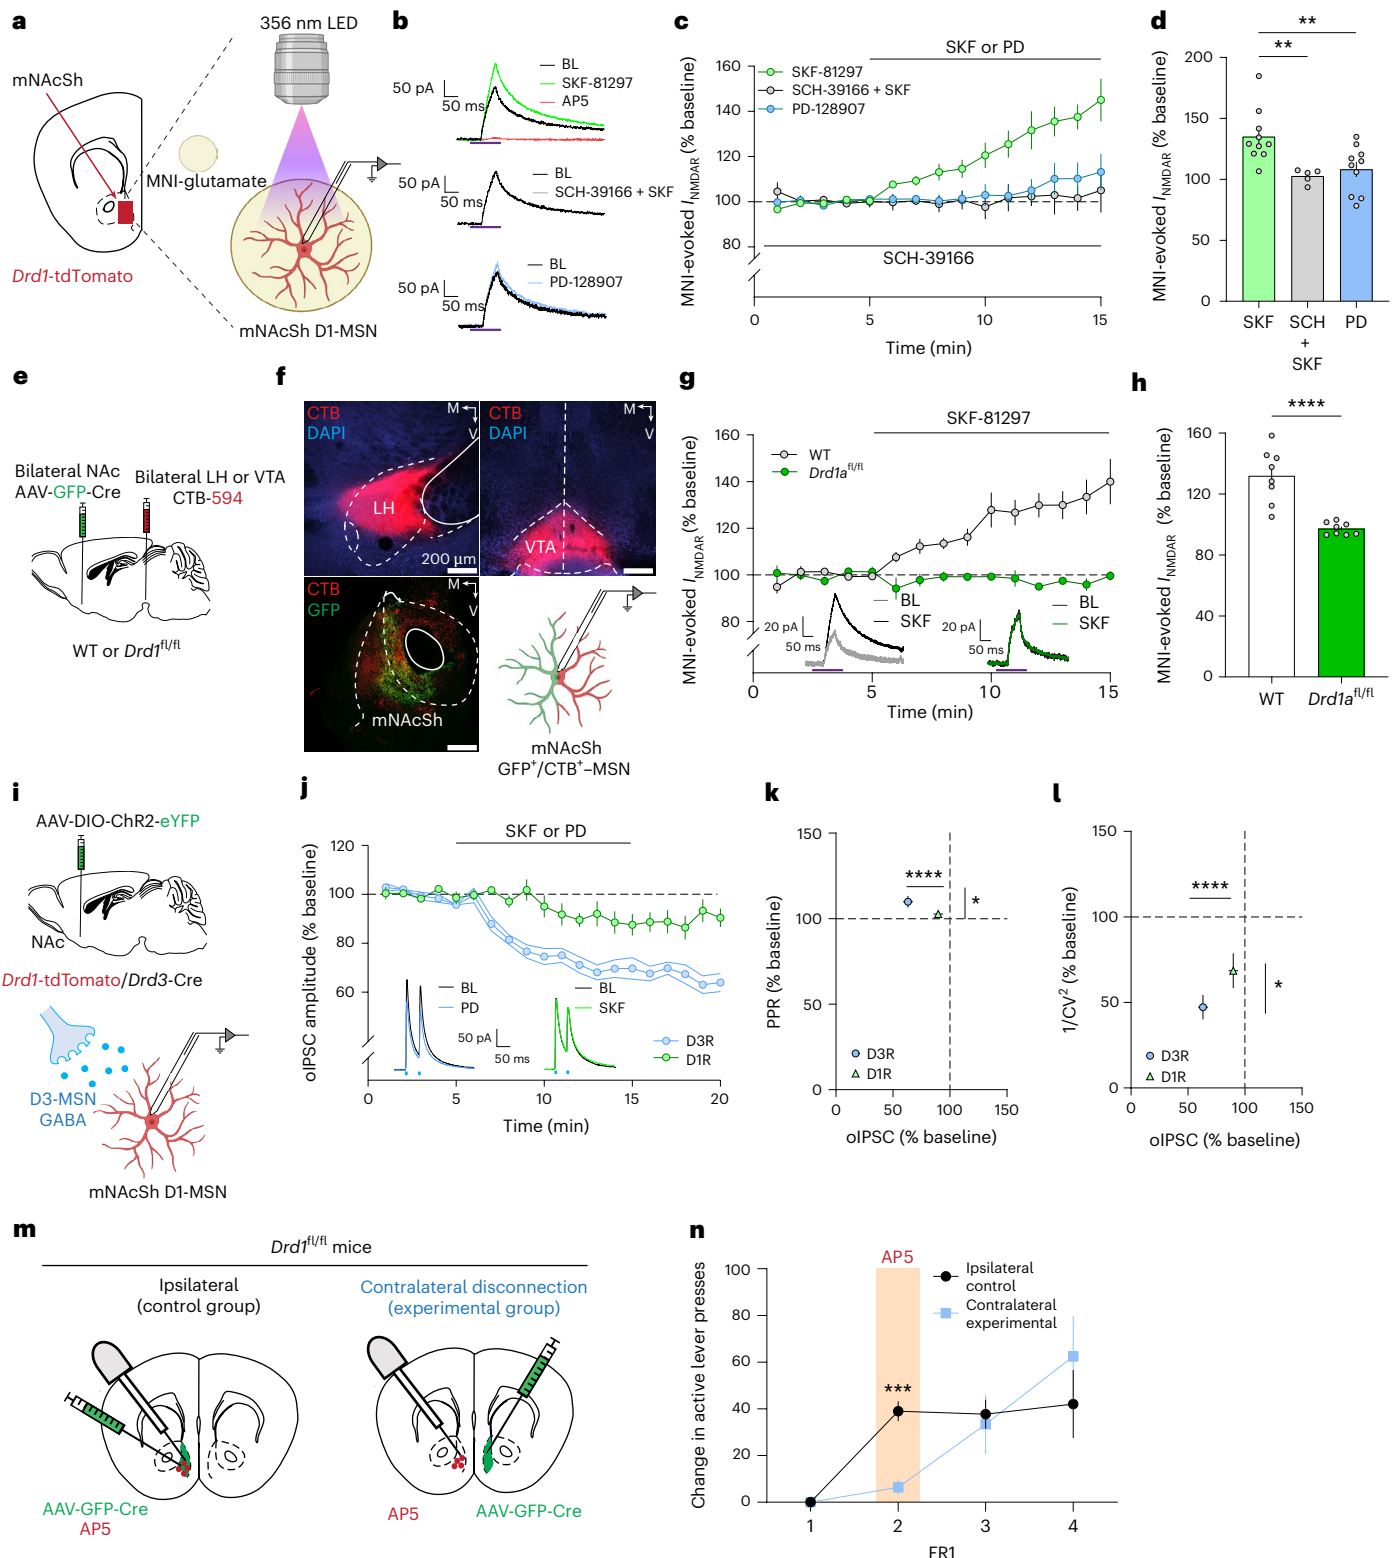 a
356 nm LED
mNAcSh
MNI-glutamate
Drd1-tdTomato
mNAcSh D1-MSN
b
50 pA
50 ms
BL
SKF-81297
AP5
50 pA
50 ms
BL
SCH-39166 + SKF
50 pA
50 ms
BL
PD-128907
c
SKF or PD
SKF-81297
SCH-39166 + SKF
PD-128907
MNI-evoked I_NMDAR (% baseline)
160
140
120
100
80
SCH-39166
0
5
10
15
Time (min)
d
**
**
MNI-evoked I_NMDAR (% baseline)
200
150
100
50
0
SKF
SCH
+
SKF
PD
e
Bilateral NAc
AAV-GFP-Cre
Bilateral LH or VTA
CTB-594
WT or Drd1fl/fl
f
CTB
DAPI
M
V
LH
200 µm
CTB
DAPI
M
V
VTA
CTB
GFP
M
V
mNAcSh
mNAcSh
GFP+/CTB+–MSN
g
SKF-81297
WT
Drd1afl/fl
MNI-evoked I_NMDAR (% baseline)
160
140
120
100
80
20 pA
50 ms
BL
SKF
20 pA
50 ms
BL
SKF
0
5
10
15
Time (min)
h
****
MNI-evoked I_NMDAR (% baseline)
160
120
80
40
0
WT
Drd1afl/fl
i
AAV-DIO-ChR2-eYFP
NAc
Drd1-tdTomato/Drd3-Cre
D3-MSN
GABA
mNAcSh D1-MSN
j
SKF or PD
oIPSC amplitude (% baseline)
120
100
80
60
BL
PD
50 pA
50 ms
BL
SKF
D3R
D1R
0
5
10
15
20
Time (min)
k
PPR (% baseline)
150
100
50
0
****
*
D3R
D1R
0
50
100
150
oIPSC (% baseline)
l
1/CV2 (% baseline)
150
100
50
0
****
*
D3R
D1R
0
50
100
150
oIPSC (% baseline)
m
Drd1fl/fl mice
Ipsilateral
(control group)
Contralateral disconnection
(experimental group)
AAV-GFP-Cre
AP5
AP5
AAV-GFP-Cre
n
AP5
Ipsilateral
control
Contralateral
experimental
Change in active lever presses
100
80
60
40
20
0
***
1
2
3
4
FR1